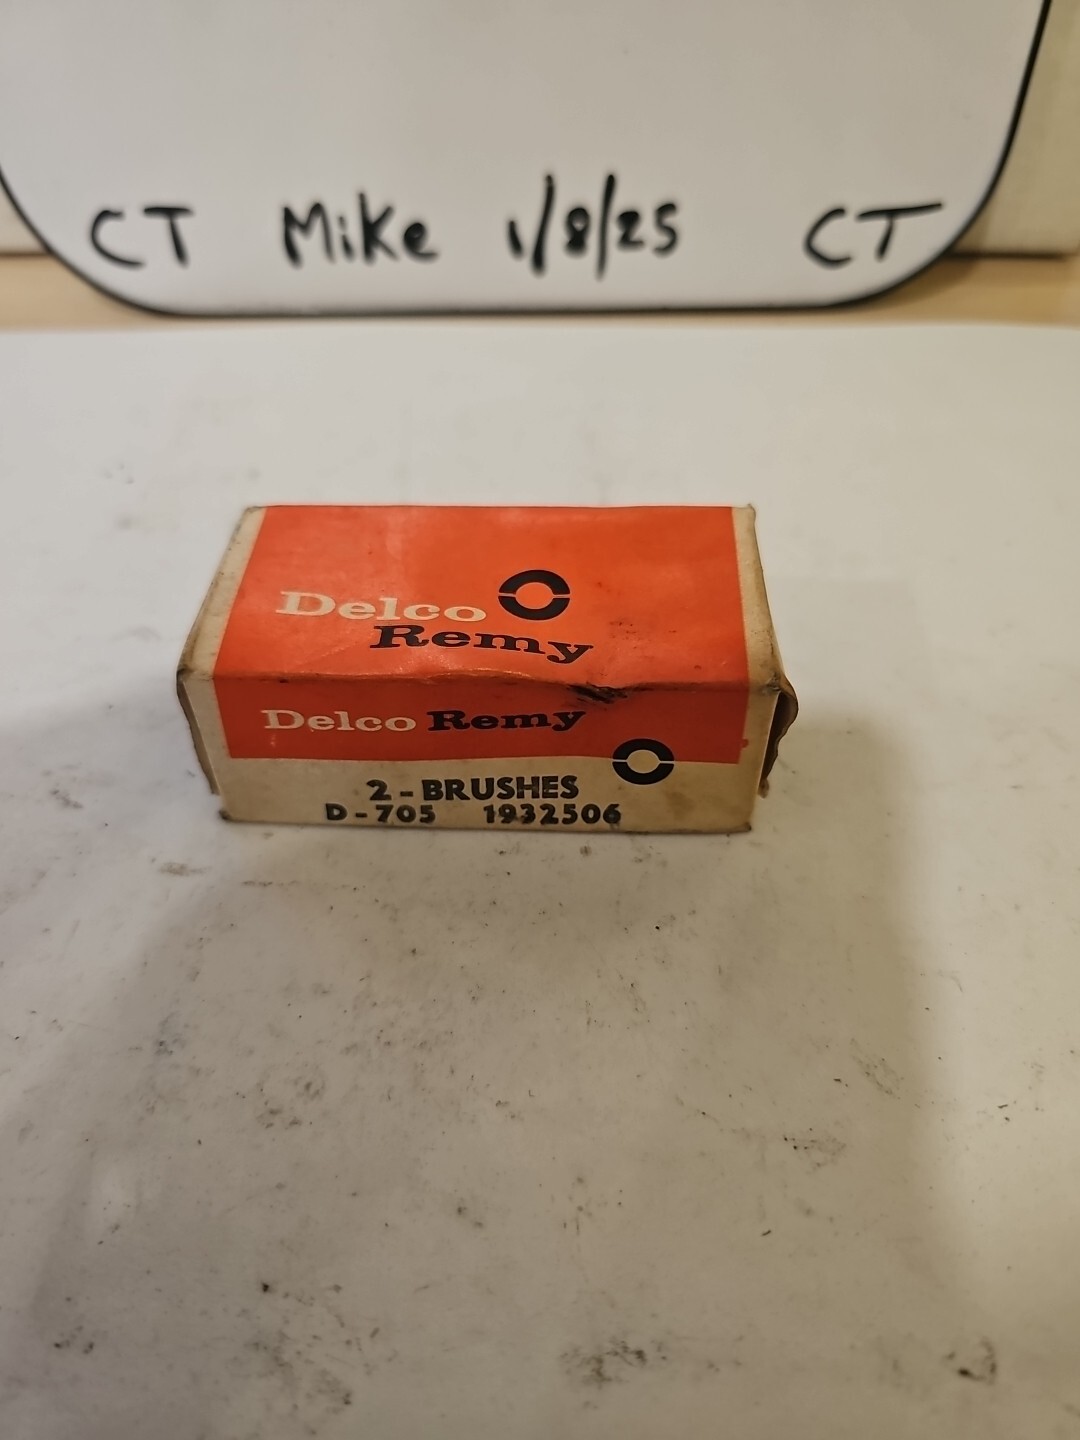 CT Mike 1/8/25 CT
Delco
Remy
Delco Remy
2-BRUSHES
D-705 1932506